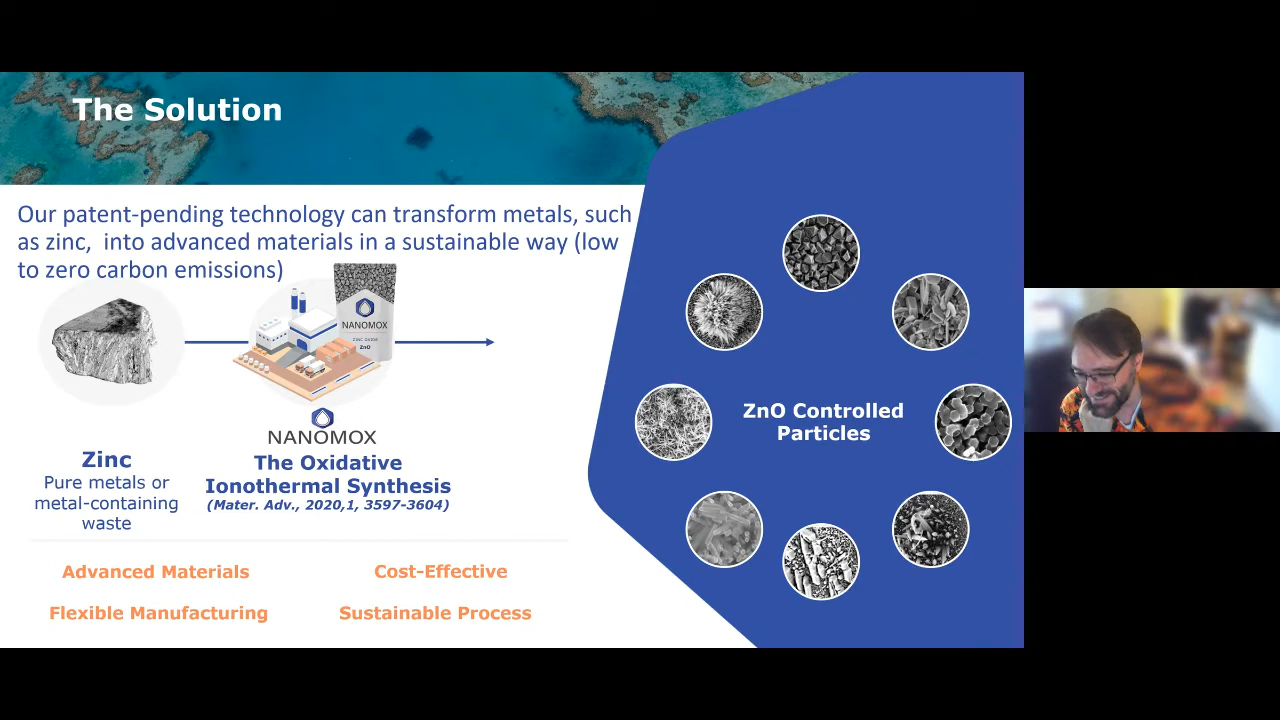 The Solution
Our patent-pending technology can transform metals, such
as zinc, into advanced materials in a sustainable way (low
to zero carbon emissions)
NANOMOX
ZINC OXIDE
ZnO
NANOMOX
Zinc
Pure metals or
metal-containing
waste
The Oxidative
Ionothermal Synthesis
(Mater. Adv., 2020,1, 3597-3604)
Advanced Materials
Cost-Effective
Flexible Manufacturing
Sustainable Process
ZnO Controlled
Particles